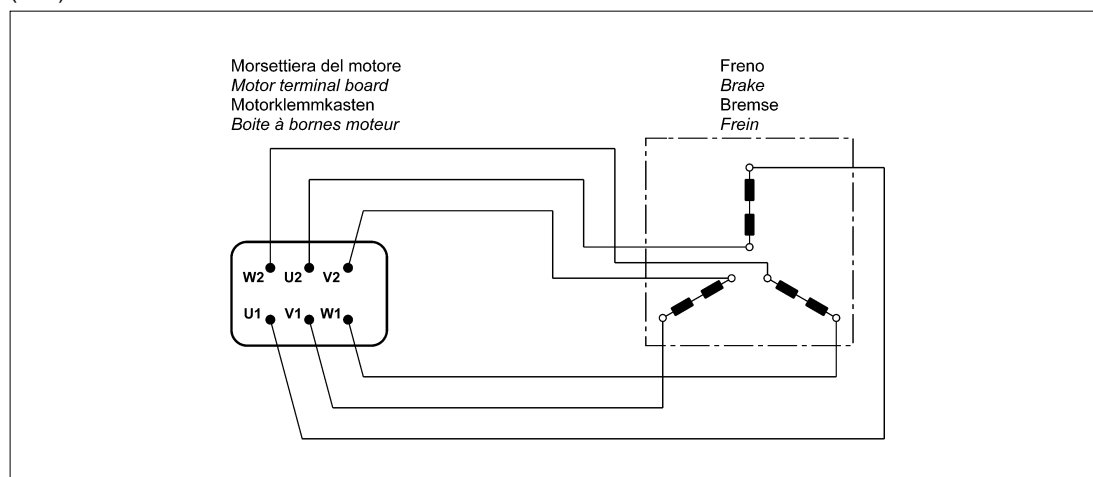 Morsettiera del motore
Motor terminal board
Motorklemmkasten
Boite à bornes moteur
Freno
Brake
Bremse
Frein
W2 U2 V2
U1 V1 W1